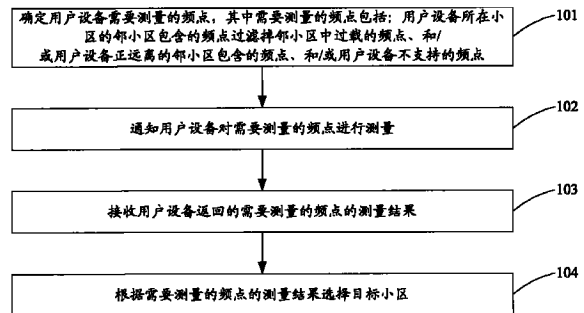 确定用户设备需要测量的频点，其中需要测量的频点包括：用户设备所在小
区的邻小区包含的频点过滤掉邻小区中过载的频点、和/
或用户设备正远离的邻小区包含的频点、和/或用户设备不支持的频点
101
通知用户设备对需要测量的频点进行测量
102
接收用户设备返回的需要测量的频点的测量结果
103
根据需要测量的频点的测量结果选择目标小区
104